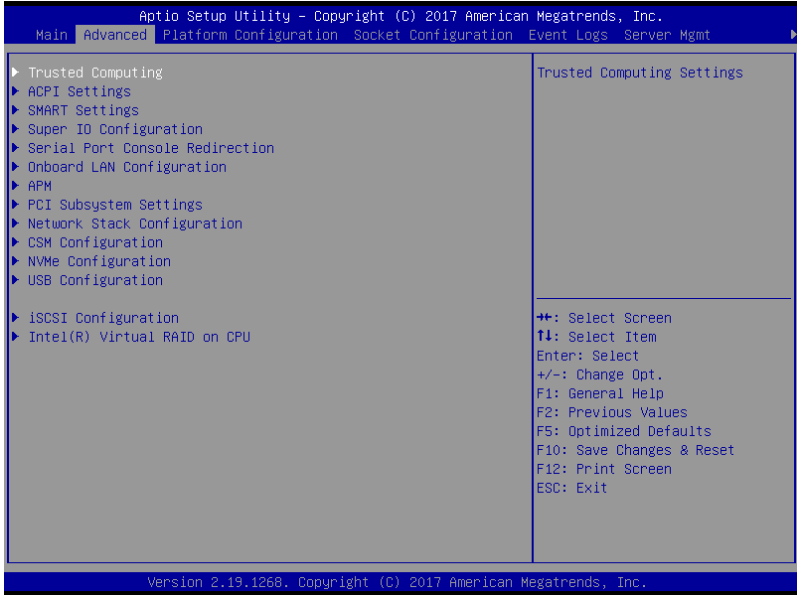 Aptio Setup Utility – Copyright (C) 2017 American Megatrends, Inc.
Main Advanced Platform Configuration Socket Configuration Event Logs Server Mgmt
Trusted Computing
ACPI Settings
SMART Settings
Super IO Configuration
Serial Port Console Redirection
Onboard LAN Configuration
APM
PCI Subsystem Settings
Network Stack Configuration
CSM Configuration
NVMe Configuration
USB Configuration
iSCSI Configuration
Intel(R) Virtual RAID on CPU
Trusted Computing Settings
→←: Select Screen
↑↓: Select Item
Enter: Select
+/-: Change Opt.
F1: General Help
F2: Previous Values
F5: Optimized Defaults
F10: Save Changes & Reset
F12: Print Screen
ESC: Exit
Version 2.19.1268. Copyright (C) 2017 American Megatrends, Inc.